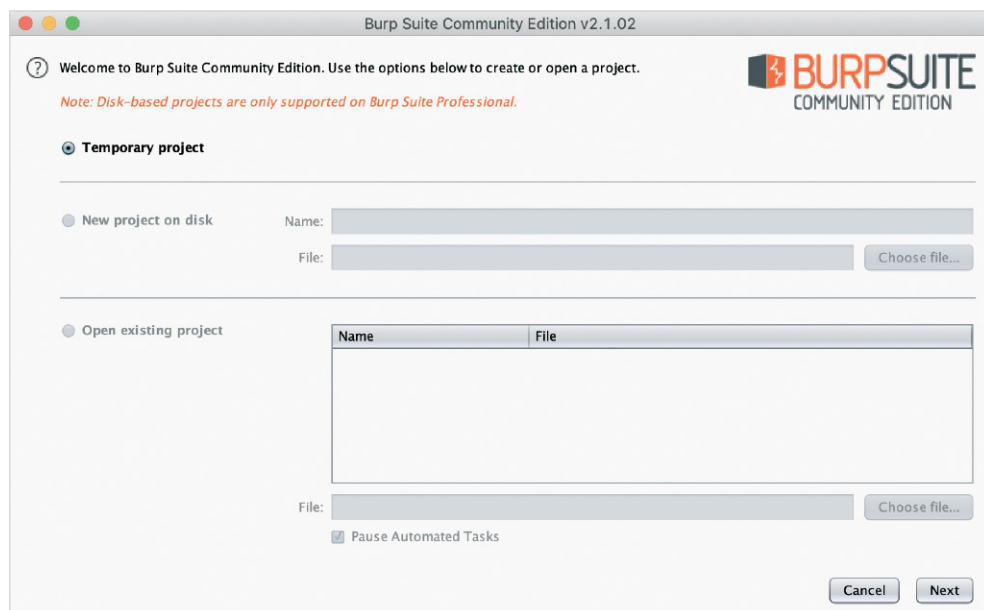 Burp Suite Community Edition v2.1.02
? Welcome to Burp Suite Community Edition. Use the options below to create or open a project.
BURPSUITE
COMMUNITY EDITION
Note: Disk-based projects are only supported on Burp Suite Professional.
Temporary project
New project on disk Name:
File: Choose file...
Open existing project
Name File
File: Choose file...
Pause Automated Tasks
Cancel Next